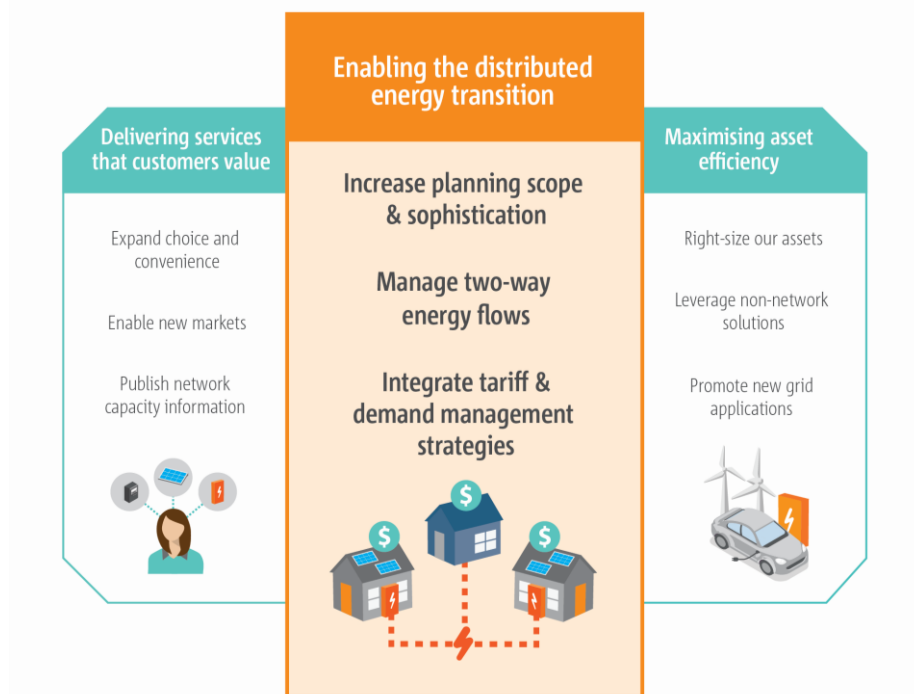 Enabling the distributed
energy transition
Delivering services
that customers value
Maximising asset
efficiency
Expand choice and
convenience
Enable new markets
Publish network
capacity information
Increase planning scope
& sophistication
Manage two-way
energy flows
Integrate tariff &
demand management
strategies
Right-size our assets
Leverage non-network
solutions
Promote new grid
applications
$
$
$